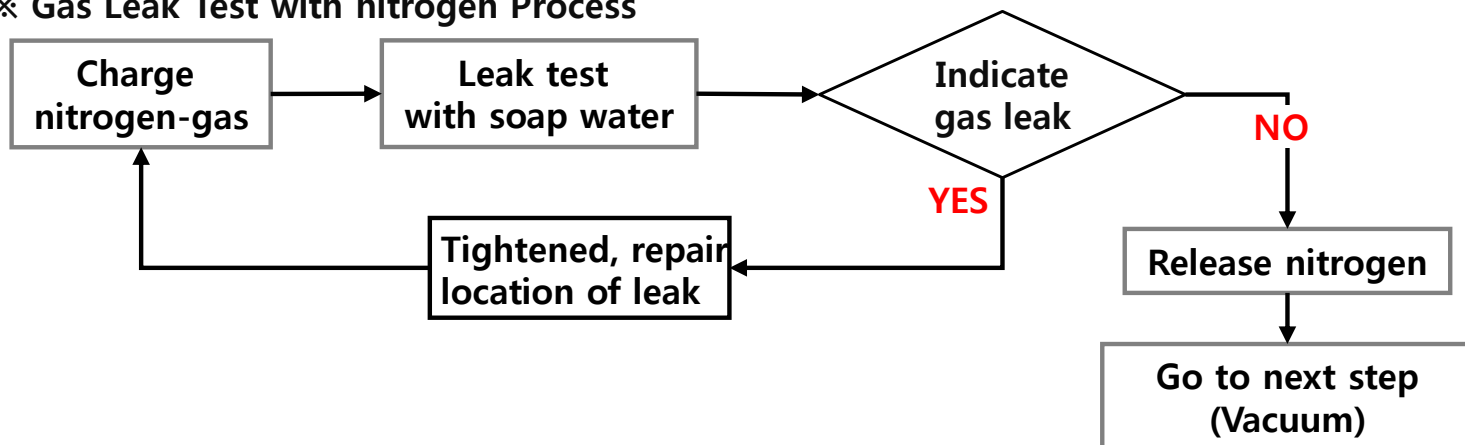 ※ Gas Leak Test with nitrogen Process
Charge
nitrogen-gas
Leak test
with soap water
Indicate
gas leak
NO
YES
Tightened, repair
location of leak
Release nitrogen
Go to next step
(Vacuum)